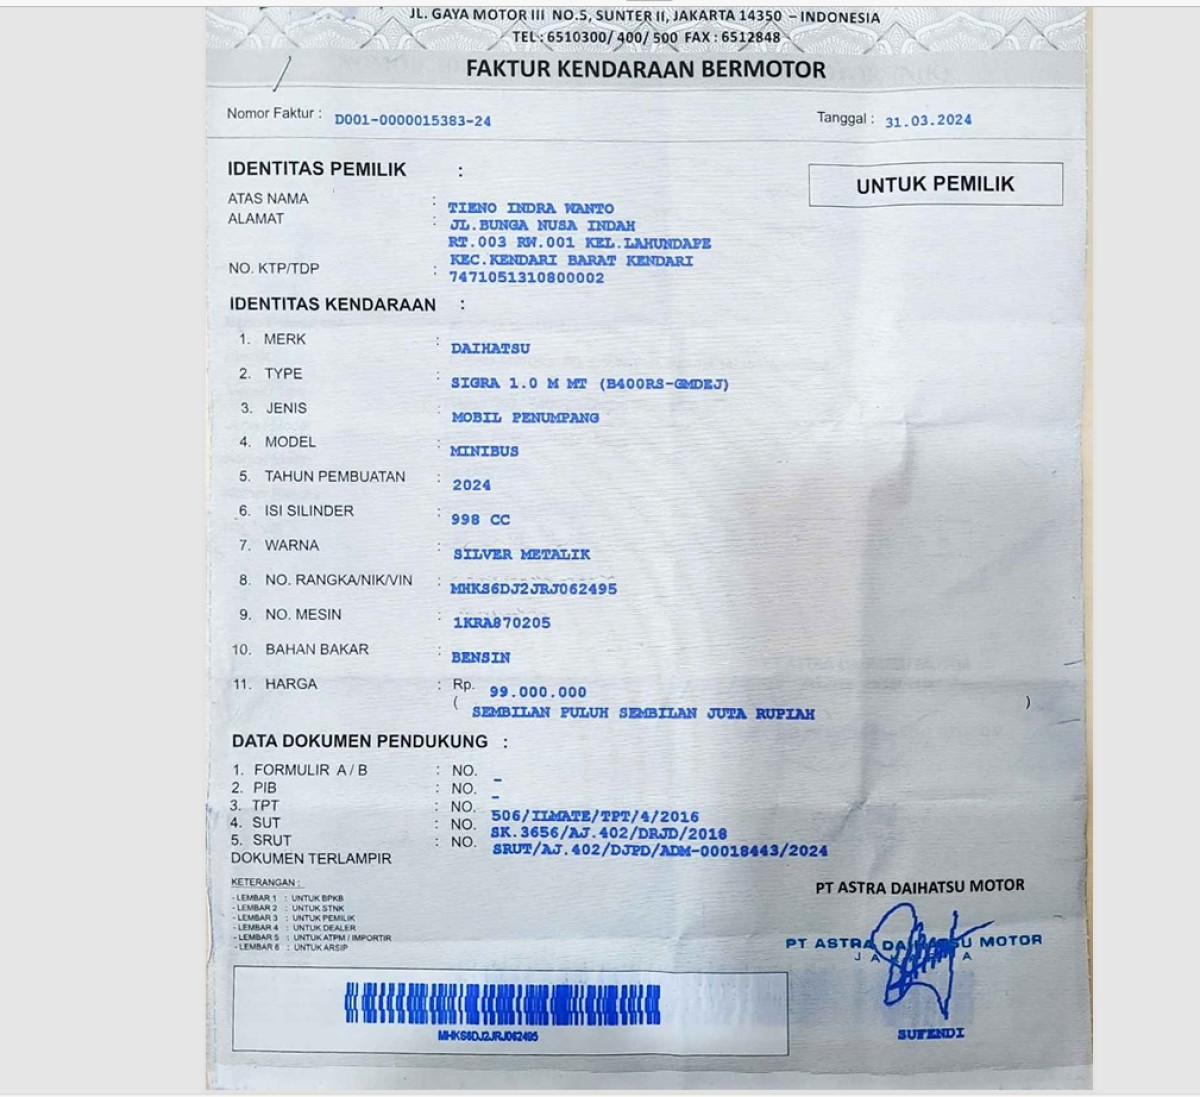 JL. GAYA MOTOR III NO.5, SUNTER II, JAKARTA 14350 – INDONESIA
TEL : 6510300/ 400/ 500 FAX : 6512848
FAKTUR KENDARAAN BERMOTOR
Nomor Faktur : D001-0000015383-24 Tanggal : 31.03.2024
IDENTITAS PEMILIK :
UNTUK PEMILIK
ATAS NAMA : TIENO INDRA WANTO
ALAMAT : JL.BUNGA NUSA INDAH
RT.003 RW.001 KEL.LAHUNDAPE
KEC.KENDARI BARAT KENDARI
NO. KTP/TDP : 7471051310800002
IDENTITAS KENDARAAN :
1. MERK : DAIHATSU
2. TYPE : SIGRA 1.0 M MT (B400RS-GMDEJ)
3. JENIS : MOBIL PENUMPANG
4. MODEL : MINIBUS
5. TAHUN PEMBUATAN : 2024
6. ISI SILINDER : 998 CC
7. WARNA : SILVER METALIK
8. NO. RANGKA/NIK/VIN : MHKS6DJ2JRJ062495
9. NO. MESIN : 1KRA870205
10. BAHAN BAKAR : BENSIN
11. HARGA : Rp. 99.000.000
( SEMBILAN PULUH SEMBILAN JUTA RUPIAH )
DATA DOKUMEN PENDUKUNG :
1. FORMULIR A / B : NO. –
2. PIB : NO. –
3. TPT : NO. 506/ILMATE/TPT/4/2016
4. SUT : NO. SK.3656/AJ.402/DRJD/2018
5. SRUT : NO. SRUT/AJ.402/DJPD/ADM-00018443/2024
DOKUMEN TERLAMPIR
KETERANGAN :
- LEMBAR 1 : UNTUK BPKB
- LEMBAR 2 : UNTUK STNK
- LEMBAR 3 : UNTUK PEMILIK
- LEMBAR 4 : UNTUK DEALER
- LEMBAR 5 : UNTUK ATPM / IMPORTIR
- LEMBAR 6 : UNTUK ARSIP
PT ASTRA DAIHATSU MOTOR
PT ASTRA DAIHATSU MOTOR
JAKARTA
SUFENDI
MHKS6DJ2JRJ062495